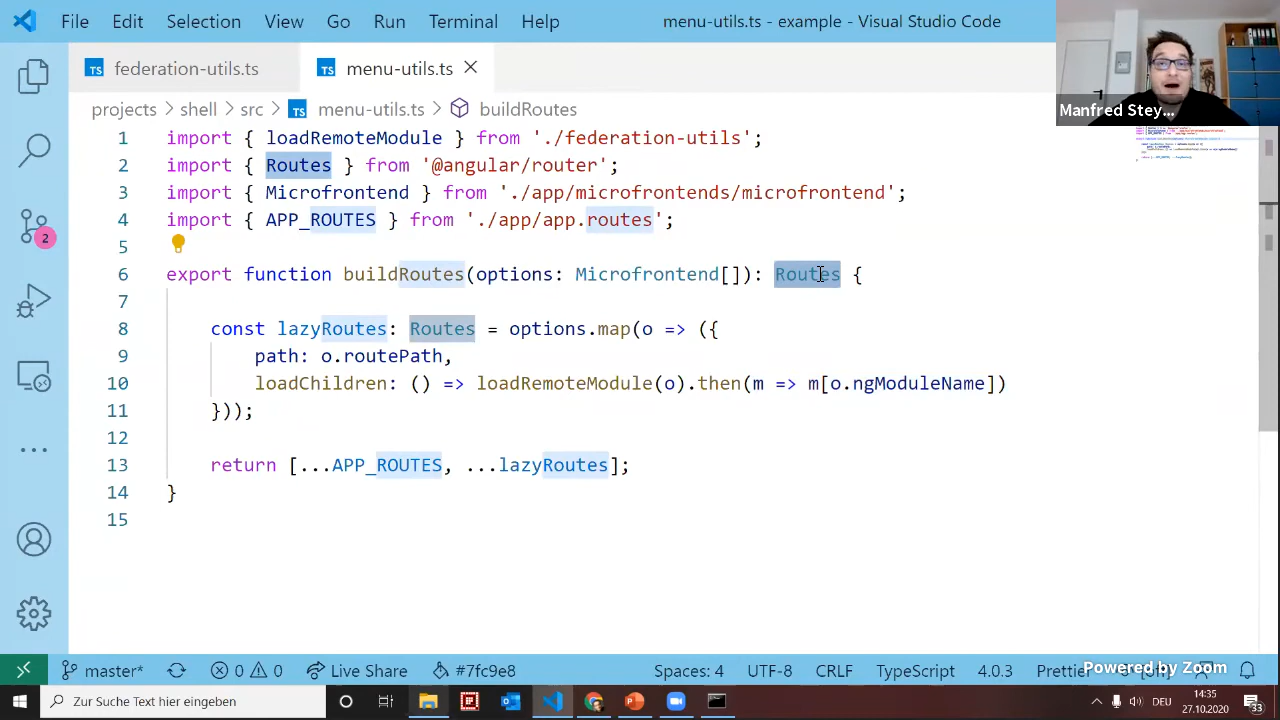 File Edit Selection View Go Run Terminal Help
menu-utils.ts - example - Visual Studio Code
TS federation-utils.ts
TS menu-utils.ts
Manfred Stey...
projects > shell > src > TS menu-utils.ts > buildRoutes
1 import { loadRemoteModule } from './federation-utils';
2 import { Routes } from '@angular/router';
3 import { Microfrontend } from './app/microfrontends/microfrontend';
4 import { APP_ROUTES } from './app/app.routes';
5
6 export function buildRoutes(options: Microfrontend[]): Routes {
7
8 const lazyRoutes: Routes = options.map(o => ({
9 path: o.routePath,
10 loadChildren: () => loadRemoteModule(o).then(m => m[o.ngModuleName])
11 }));
12
13 return [...APP_ROUTES, ...lazyRoutes];
14 }
15
2
master* 0 0 Live Share #7fc9e8 Spaces: 4 UTF-8 CRLF TypeScript 4.0.3 Prettier
Powered by Zoom
Zur Suche Text hier eingeben
DEU
14:35
27.10.2020
33